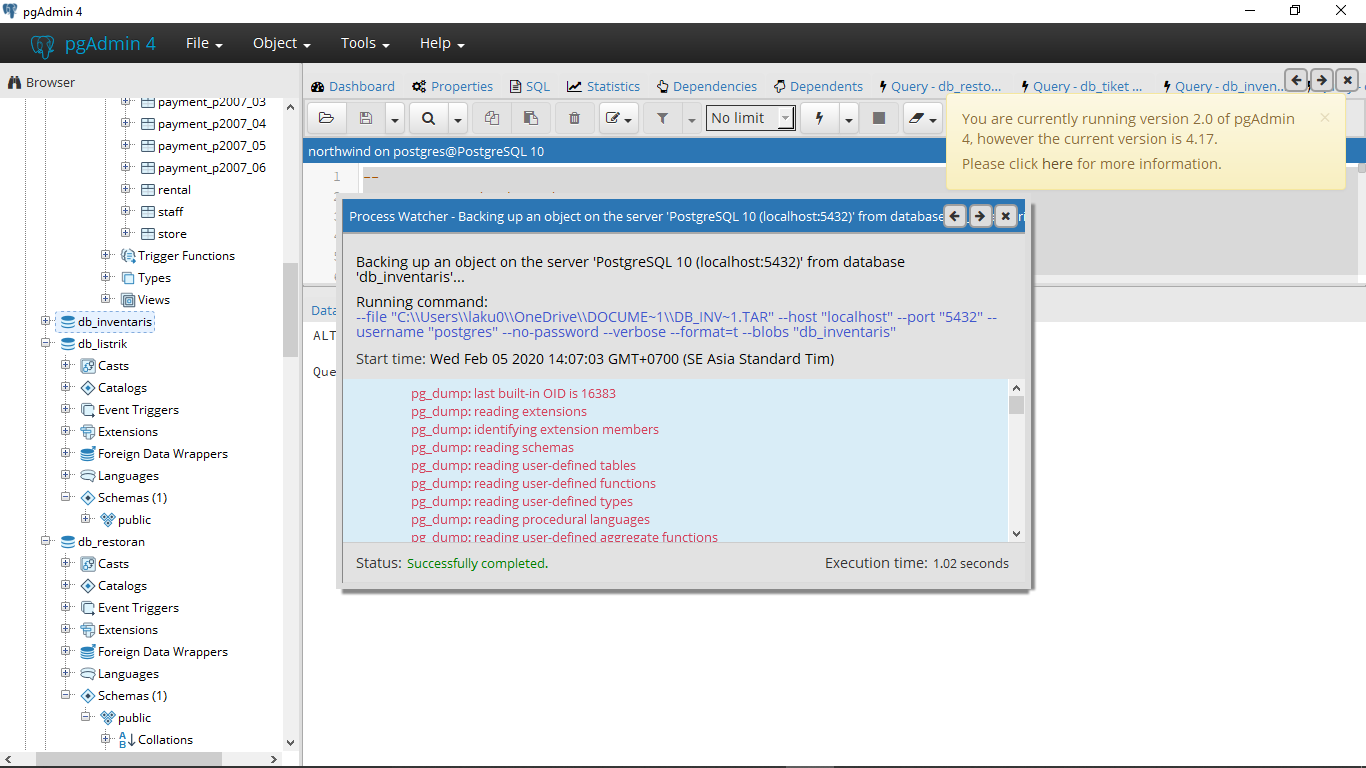 pgAdmin 4
pgAdmin 4 File Object Tools Help
Browser
payment_p2007_03
payment_p2007_04
payment_p2007_05
payment_p2007_06
rental
staff
store
Trigger Functions
Types
Views
db_inventaris
db_listrik
Casts
Catalogs
Event Triggers
Extensions
Foreign Data Wrappers
Languages
Schemas (1)
public
db_restoran
Casts
Catalogs
Event Triggers
Extensions
Foreign Data Wrappers
Languages
Schemas (1)
public
Collations
Dashboard Properties SQL Statistics Dependencies Dependents Query - db_resto... Query - db_tiket ... Query - db_inven...
No limit
northwind on postgres@PostgreSQL 10
1 --
You are currently running version 2.0 of pgAdmin
4, however the current version is 4.17.
Please click here for more information.
Data
ALT
Que
Process Watcher - Backing up an object on the server 'PostgreSQL 10 (localhost:5432)' from database
Backing up an object on the server 'PostgreSQL 10 (localhost:5432)' from database
'db_inventaris'...
Running command:
--file "C:\\Users\\laku0\\OneDrive\\DOCUME~1\\DB_INV~1.TAR" --host "localhost" --port "5432" --
username "postgres" --no-password --verbose --format=t --blobs "db_inventaris"
Start time: Wed Feb 05 2020 14:07:03 GMT+0700 (SE Asia Standard Tim)
pg_dump: last built-in OID is 16383
pg_dump: reading extensions
pg_dump: identifying extension members
pg_dump: reading schemas
pg_dump: reading user-defined tables
pg_dump: reading user-defined functions
pg_dump: reading user-defined types
pg_dump: reading procedural languages
pg_dump: reading user-defined aggregate functions
Status: Successfully completed.
Execution time: 1.02 seconds